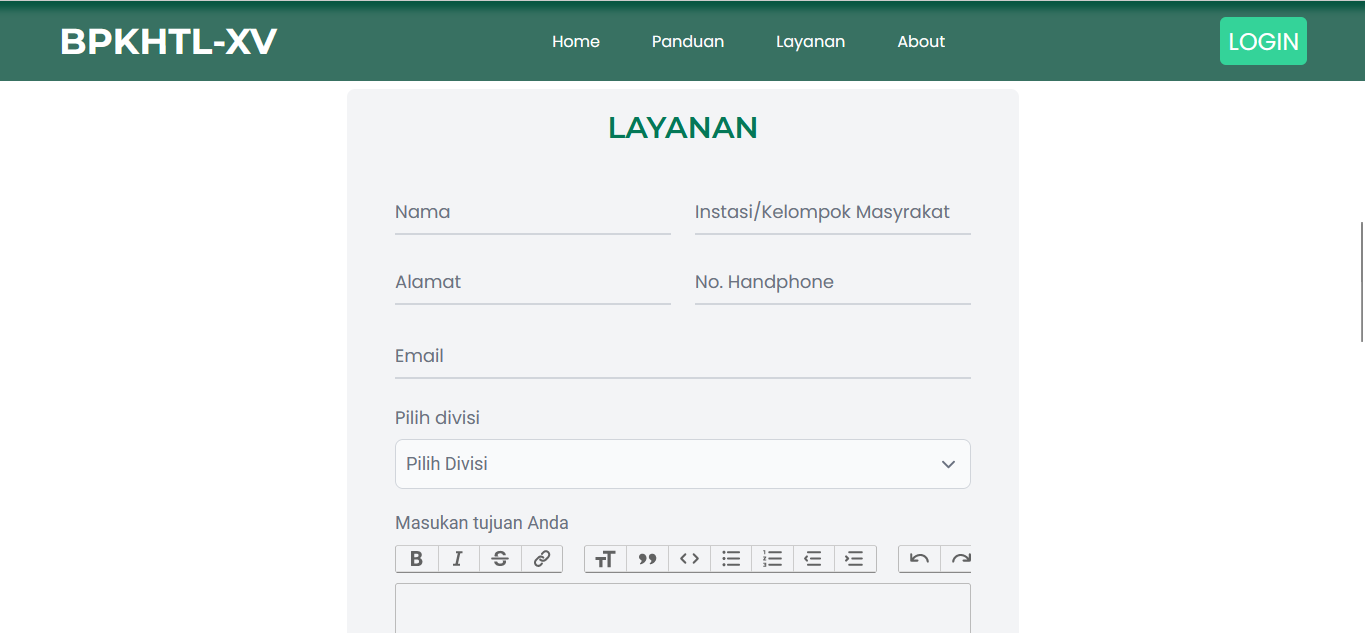 BPKHTL-XV
Home Panduan Layanan About
LOGIN
LAYANAN
Nama
Instasi/Kelompok Masyrakat
Alamat
No. Handphone
Email
Pilih divisi
Pilih Divisi
Masukan tujuan Anda